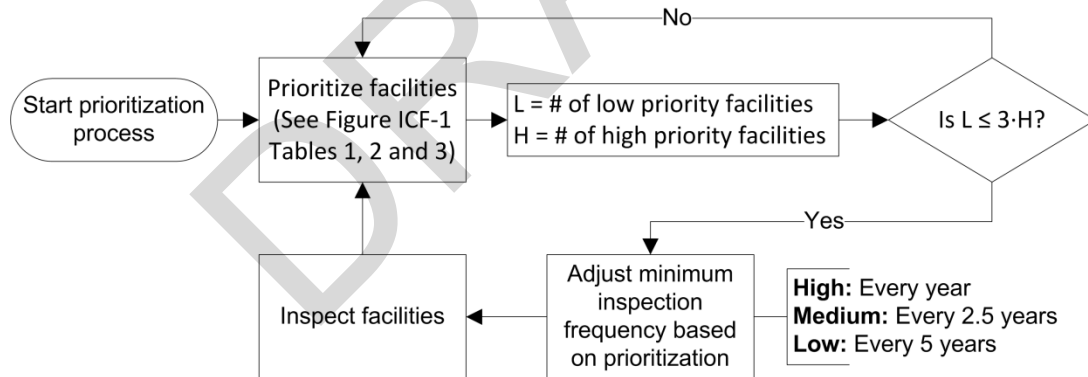 No
Start prioritization
process
Prioritize facilities
(See Figure ICF-1
Tables 1, 2 and 3)
L = # of low priority facilities
H = # of high priority facilities
Is L ≤ 3·H?
Yes
Adjust minimum
inspection
frequency based
on prioritization
High: Every year
Medium: Every 2.5 years
Low: Every 5 years
Inspect facilities
DRA